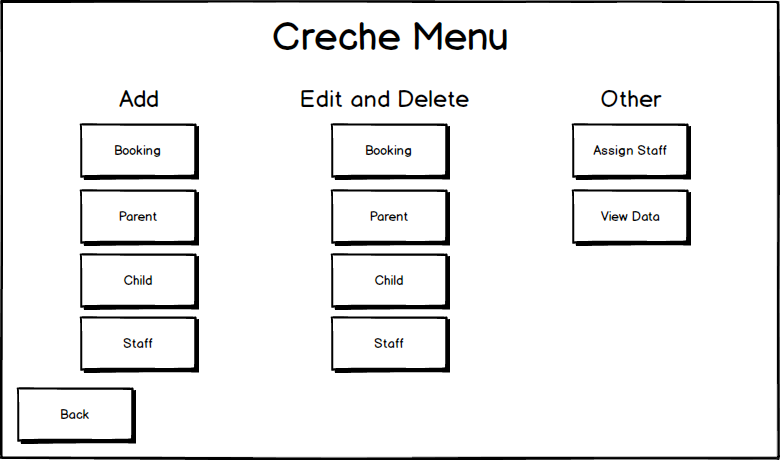 Creche Menu
Add
Edit and Delete
Other
Booking
Booking
Assign Staff
Parent
Parent
View Data
Child
Child
Staff
Staff
Back